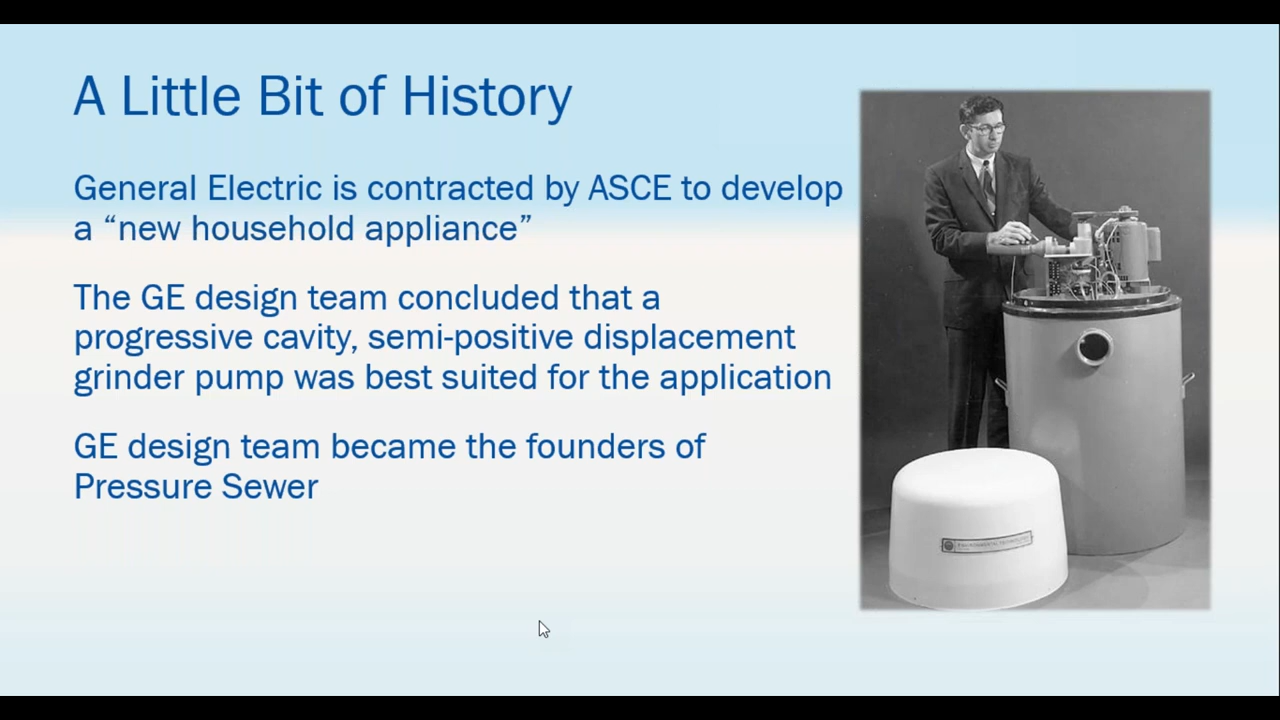 A Little Bit of History
General Electric is contracted by ASCE to develop
a “new household appliance”
The GE design team concluded that a
progressive cavity, semi-positive displacement
grinder pump was best suited for the application
GE design team became the founders of
Pressure Sewer